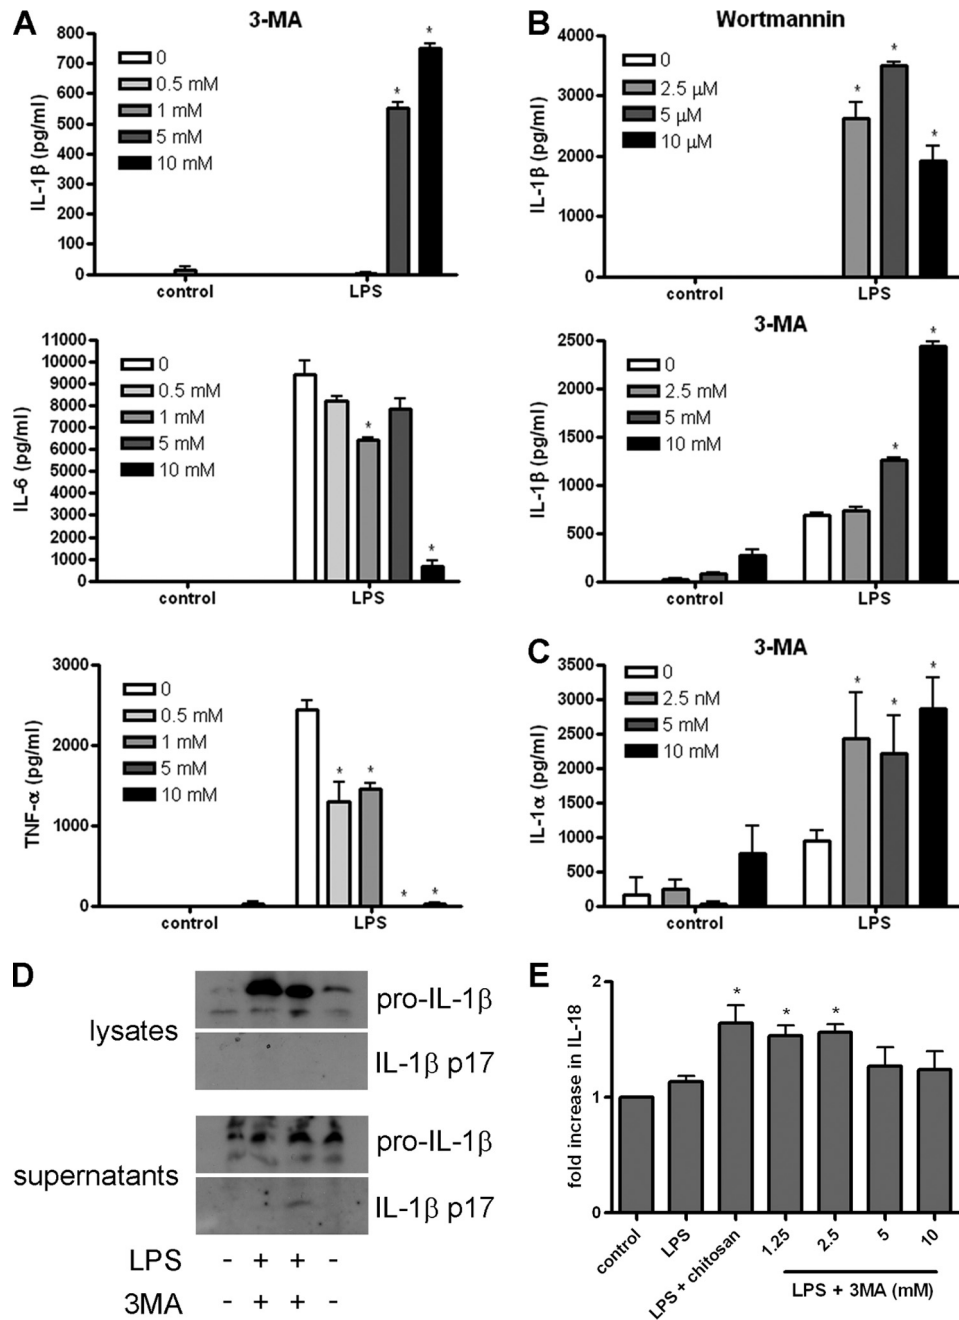 A
3-MA
IL-1β (pg/ml)
800
700
600
500
400
300
200
100
0
0
0.5 mM
1 mM
5 mM
10 mM
*
*
control
LPS
IL-6 (pg/ml)
11000
10000
9000
8000
7000
6000
5000
4000
3000
2000
1000
0
0
0.5 mM
1 mM
5 mM
10 mM
*
*
control
LPS
TNF-α (pg/ml)
3000
2000
1000
0
0
0.5 mM
1 mM
5 mM
10 mM
*
*
*
*
control
LPS
B
Wortmannin
IL-1β (pg/ml)
4000
3000
2000
1000
0
0
2.5 µM
5 µM
10 µM
*
*
*
control
LPS
3-MA
IL-1β (pg/ml)
2500
2000
1500
1000
500
0
0
2.5 mM
5 mM
10 mM
*
*
control
LPS
C
3-MA
IL-1α (pg/ml)
3500
3000
2500
2000
1500
1000
500
0
0
2.5 nM
5 mM
10 mM
*
*
*
control
LPS
D
lysates
pro-IL-1β
IL-1β p17
supernatants
pro-IL-1β
IL-1β p17
LPS - + + -
3MA - + + -
E
fold increase in IL-18
2
1
0
*
*
*
control
LPS
LPS + chitosan
1.25
2.5
5
10
LPS + 3MA (mM)